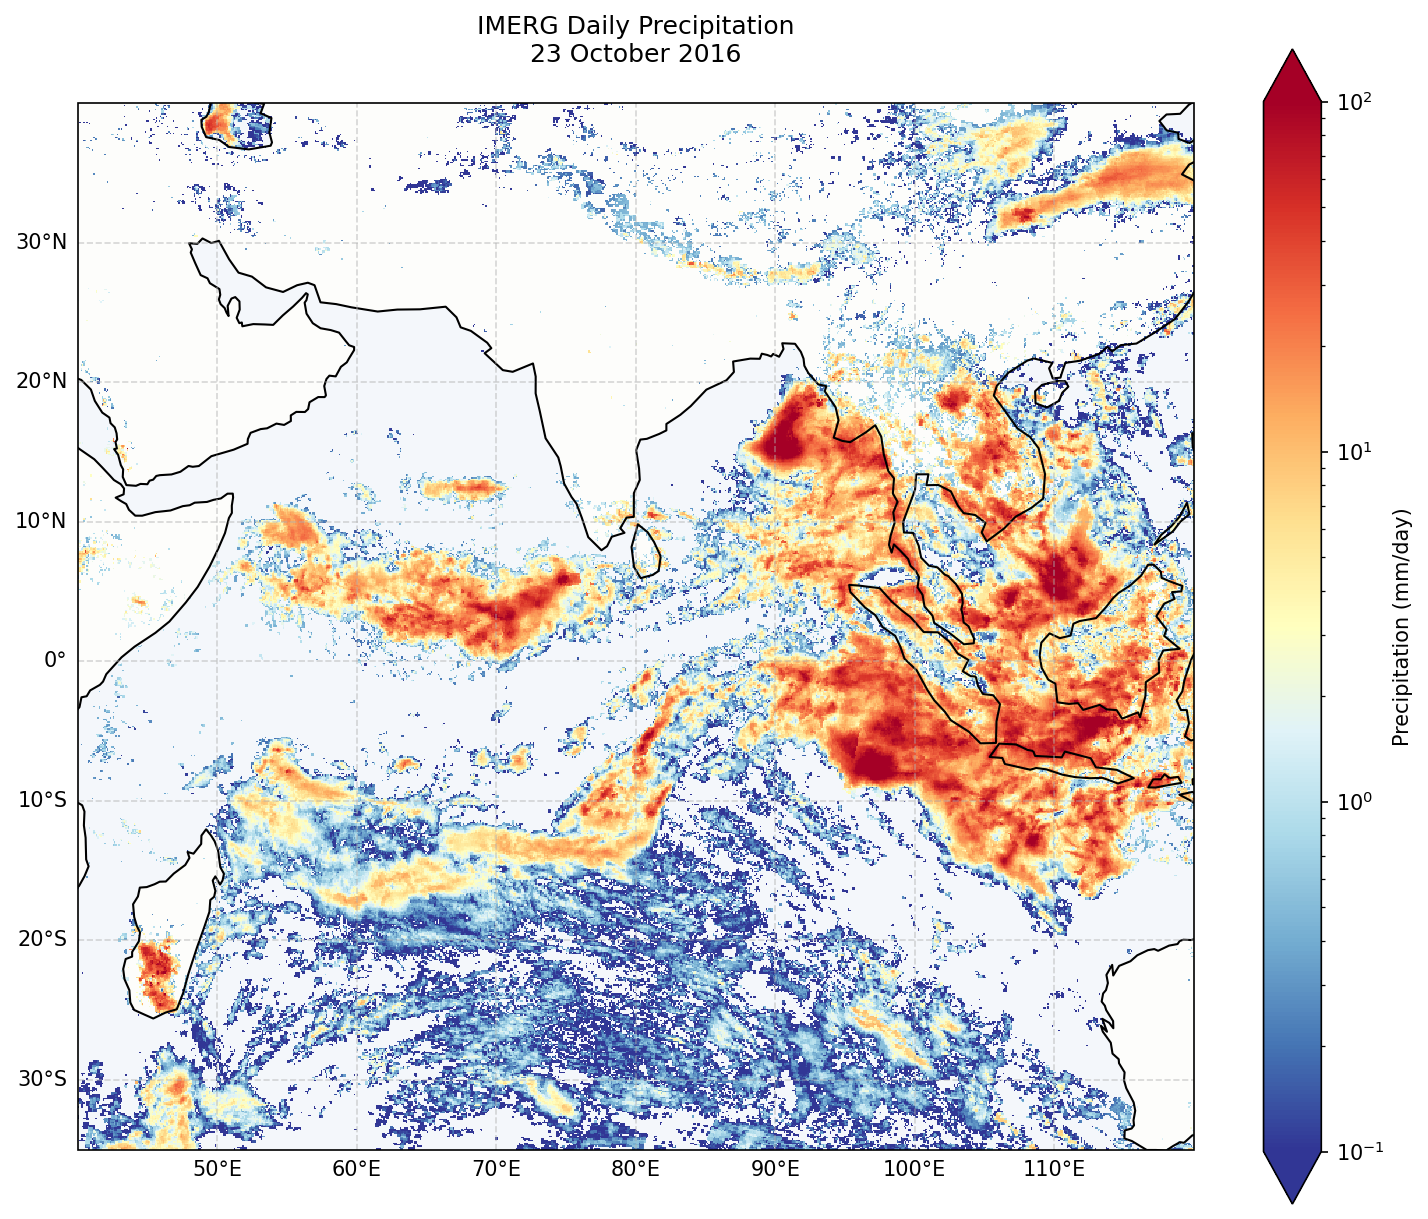 IMERG Daily Precipitation
23 October 2016
30°N
20°N
10°N
0°
10°S
20°S
30°S
50°E
60°E
70°E
80°E
90°E
100°E
110°E
10²
10¹
10⁰
10⁻¹
Precipitation (mm/day)